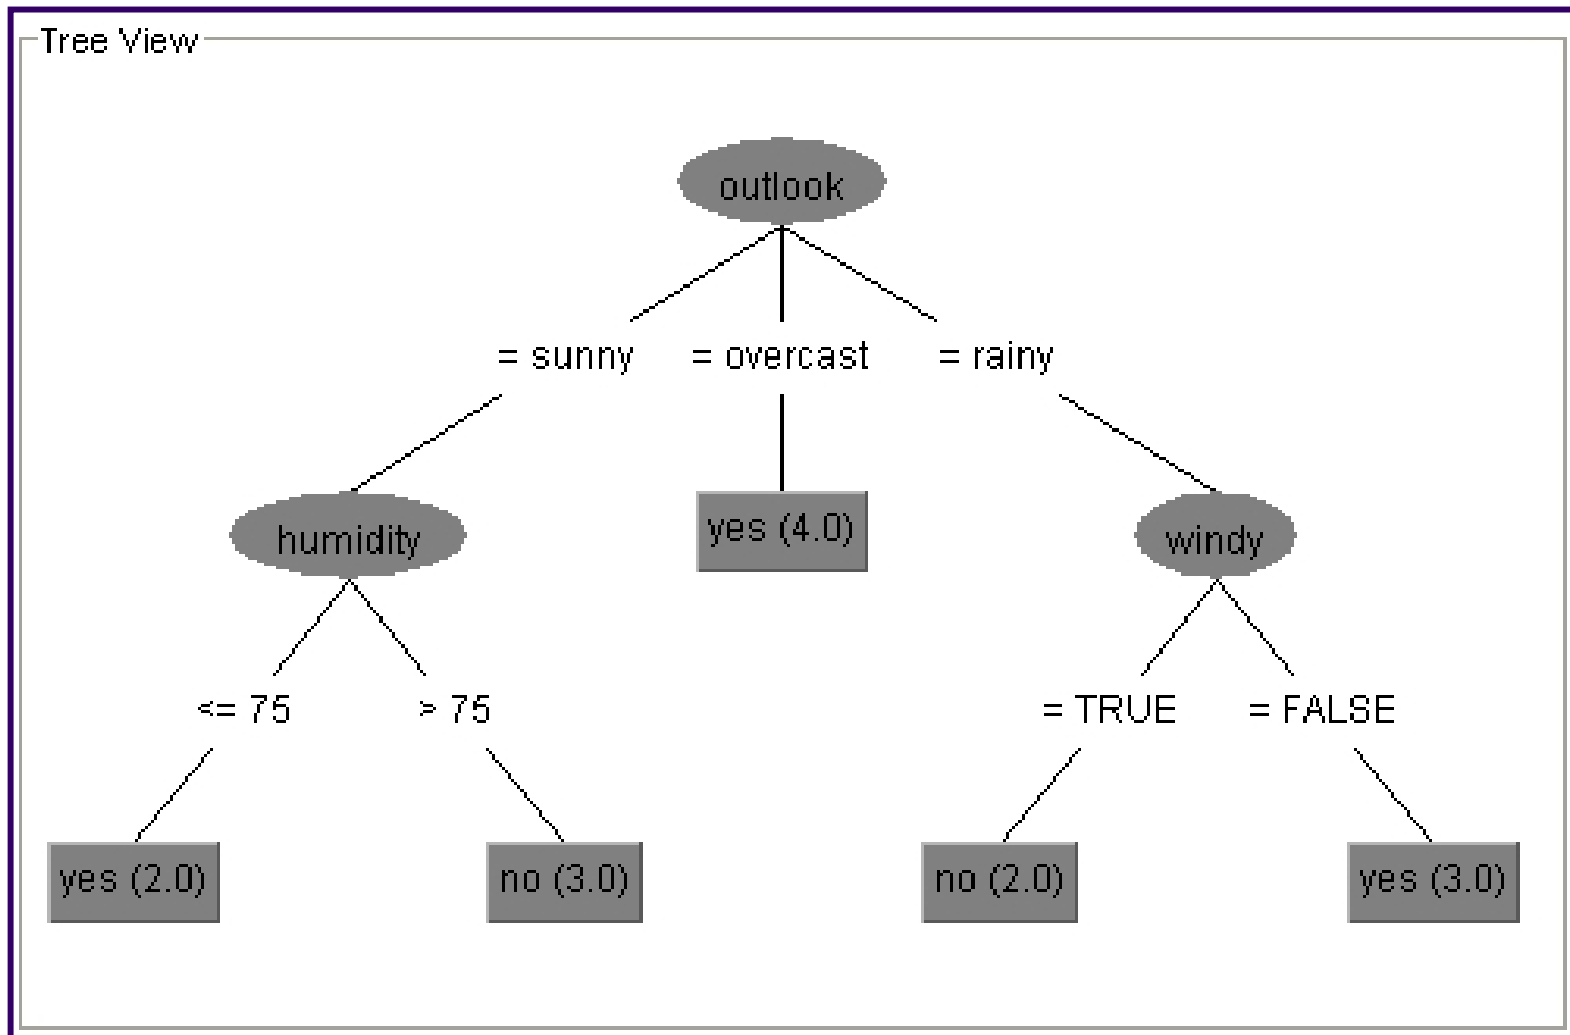 Tree View
outlook
= sunny
= overcast
= rainy
humidity
yes (4.0)
windy
<= 75
> 75
= TRUE
= FALSE
yes (2.0)
no (3.0)
no (2.0)
yes (3.0)